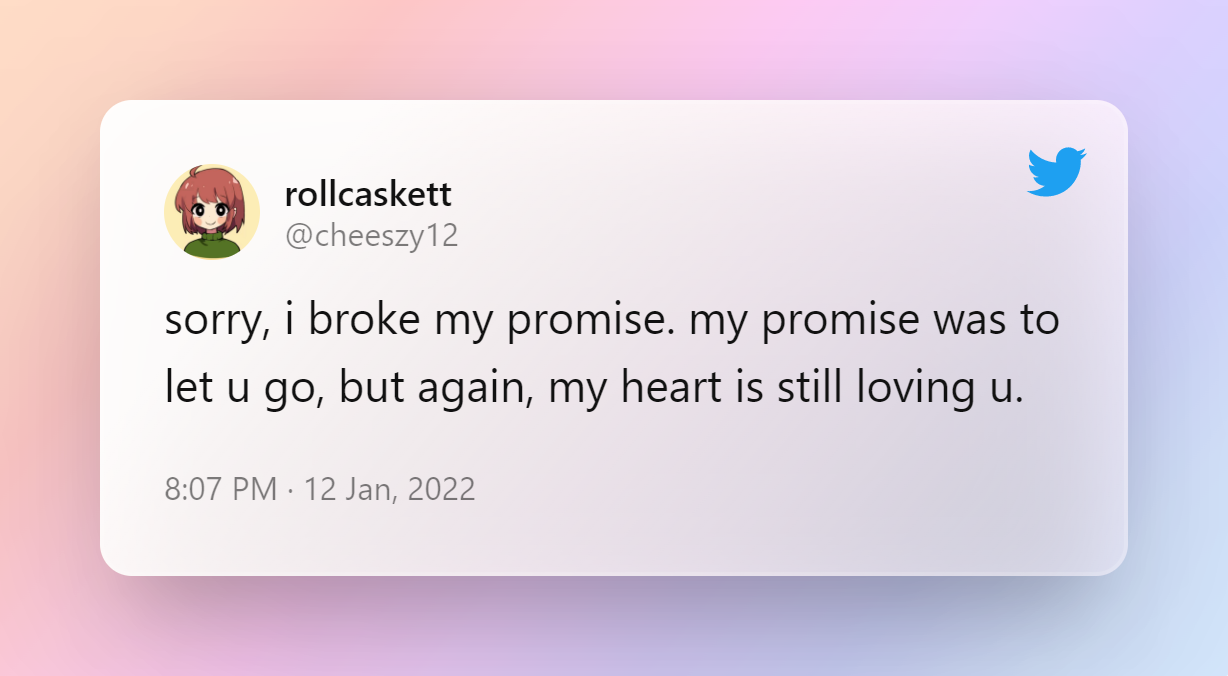 rollcaskett
@cheeszy12
sorry, i broke my promise. my promise was to
let u go, but again, my heart is still loving u.
8:07 PM · 12 Jan, 2022